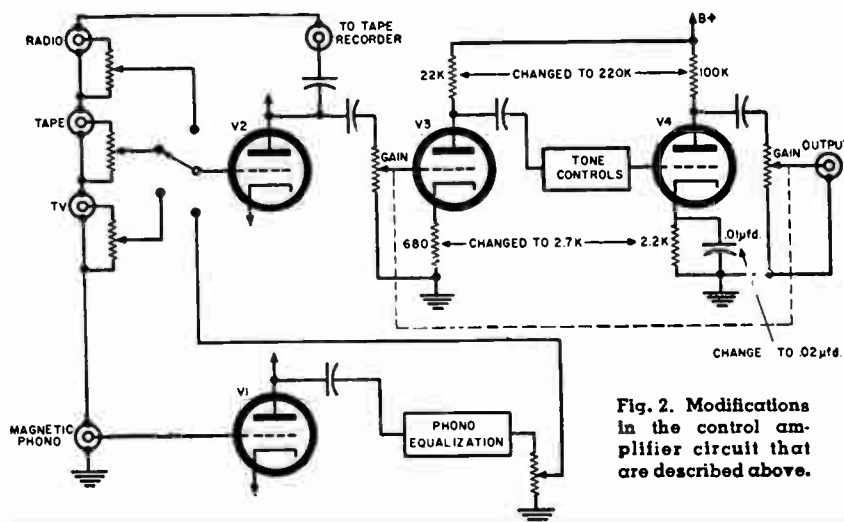 RADIO
TO TAPE
RECORDER
B+
22K
CHANGED TO 220K
100K
TAPE
V2
V3
V4
GAIN
TONE
CONTROLS
GAIN
OUTPUT
TV
680
CHANGED TO 2.7K
2.2K
.01µfd.
CHANGE TO .02µfd.
V1
MAGNETIC
PHONO
PHONO
EQUALIZATION
Fig. 2. Modifications
in the control am-
plifier circuit that
are described above.